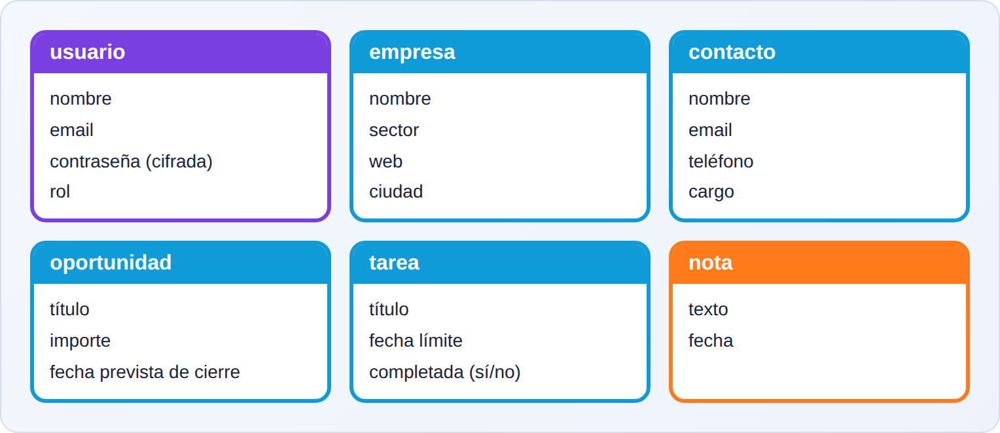 usuario
nombre
email
contraseña (cifrada)
rol
empresa
nombre
sector
web
ciudad
contacto
nombre
email
teléfono
cargo
oportunidad
título
importe
fecha prevista de cierre
tarea
título
fecha límite
completada (sí/no)
nota
texto
fecha